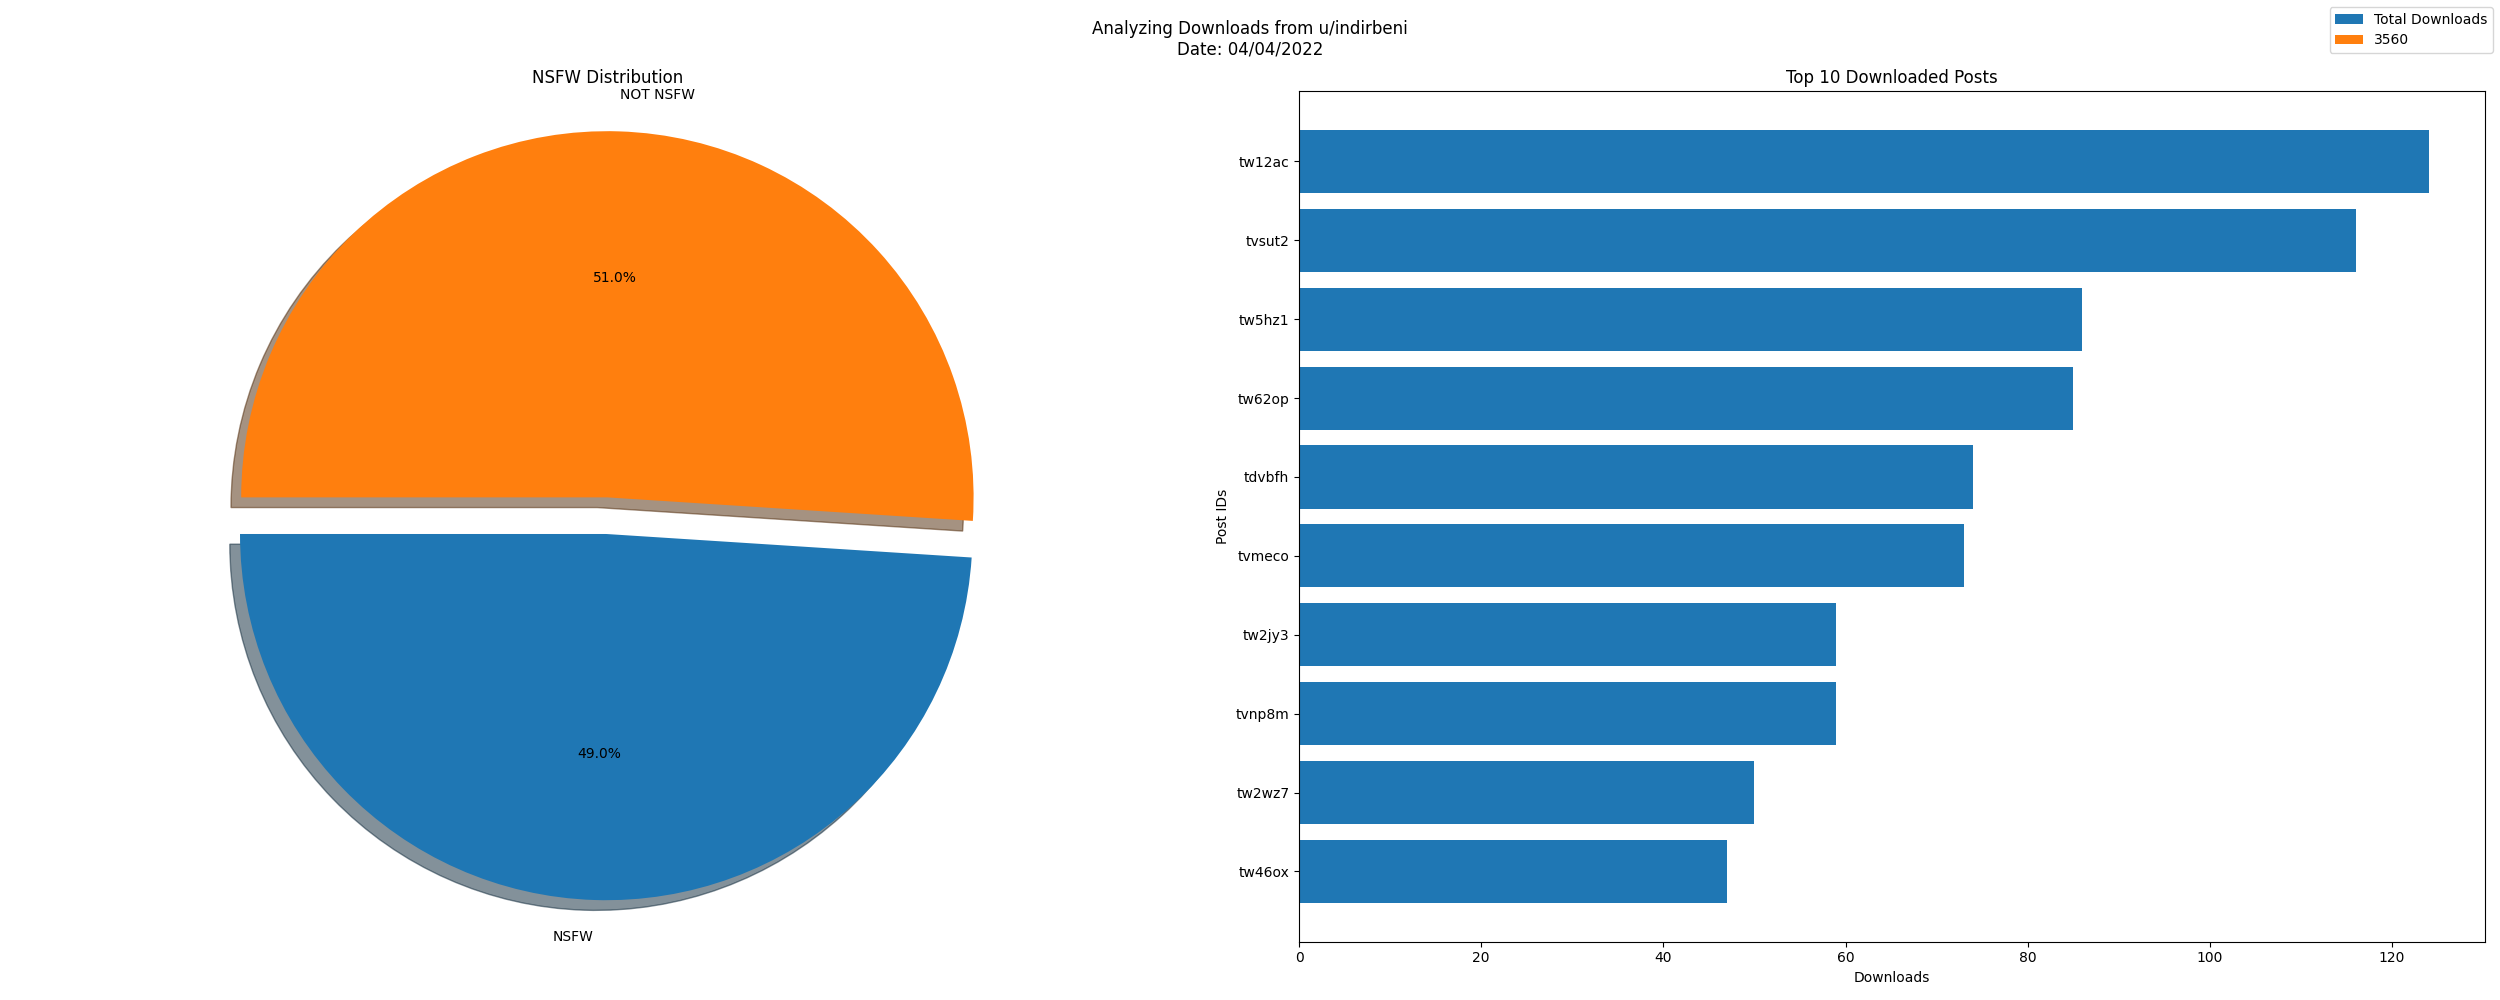 Analyzing Downloads from u/indirbeni
Date: 04/04/2022
Total Downloads
3560
NSFW Distribution
NOT NSFW
51.0%
49.0%
NSFW
Top 10 Downloaded Posts
Post IDs
tw12ac
tvsut2
tw5hz1
tw62op
tdvbfh
tvmeco
tw2jy3
tvnp8m
tw2wz7
tw46ox
0 20 40 60 80 100 120
Downloads